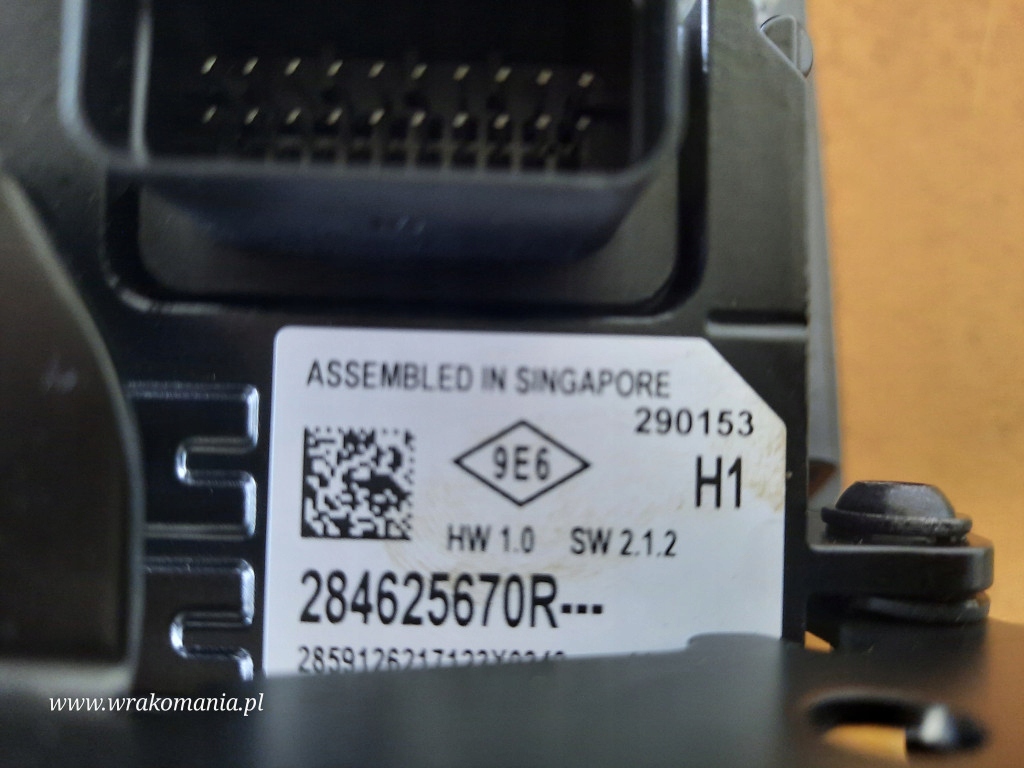 ASSEMBLED IN SINGAPORE
290153
9E6
H1
HW 1.0 SW 2.1.2
284625670R---
www.wrakomania.pl